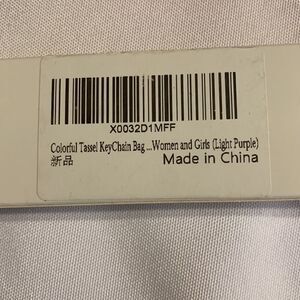 X0032D1MFF
Colorful Tassel KeyChain Bag ...Women and Girls (Light Purple)
新品 Made in China